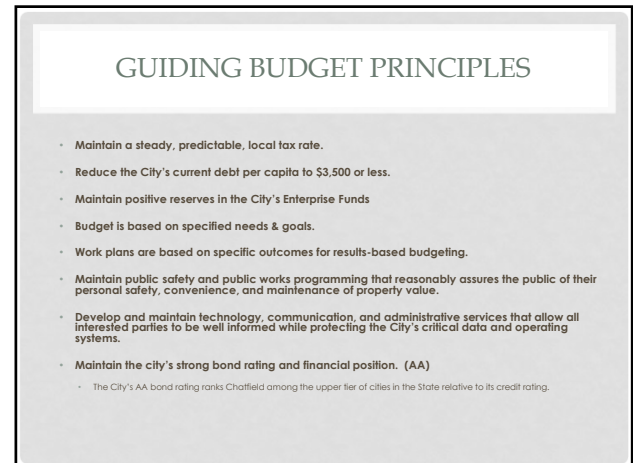 GUIDING BUDGET PRINCIPLES
• Maintain a steady, predictable, local tax rate.
• Reduce the City's current debt per capita to $3,500 or less.
• Maintain positive reserves in the City's Enterprise Funds
• Budget is based on specified needs & goals.
• Work plans are based on specific outcomes for results-based budgeting.
• Maintain public safety and public works programming that reasonably assures the public of their
personal safety, convenience, and maintenance of property value.
• Develop and maintain technology, communication, and administrative services that allow all
interested parties to be well informed while protecting the City's critical data and operating
systems.
• Maintain the city's strong bond rating and financial position. (AA)
• The City's AA bond rating ranks Chatfield among the upper tier of cities in the State relative to its credit rating.